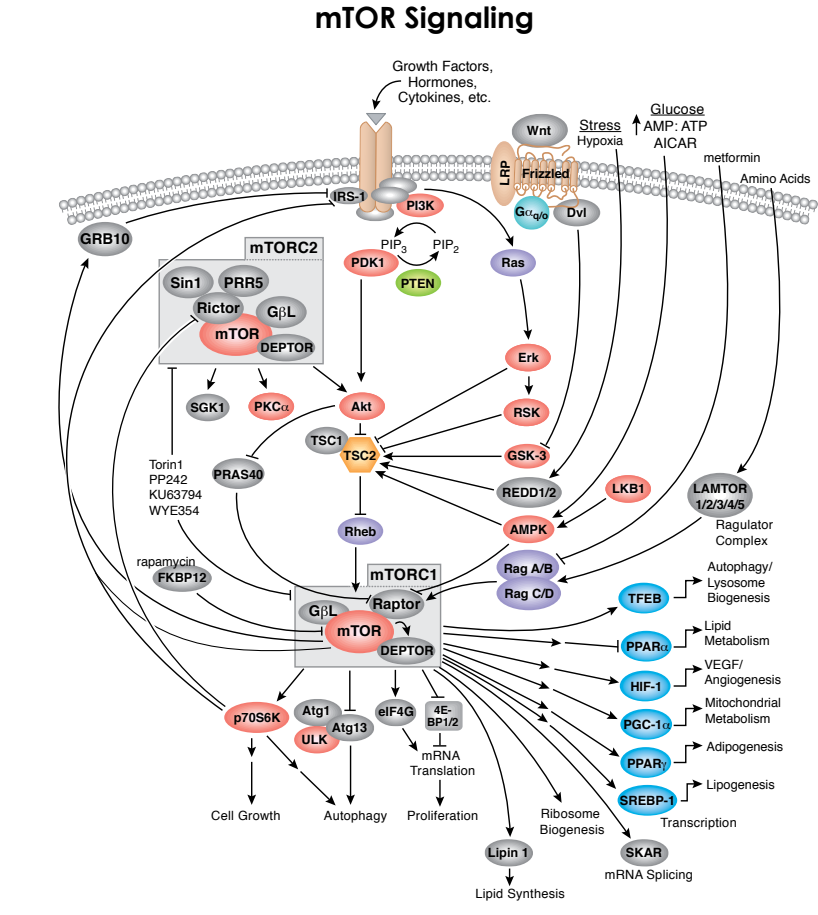 mTOR Signaling
Growth Factors,
Hormones,
Cytokines, etc.
Wnt
Stress
Hypoxia
Glucose
AMP: ATP
AICAR
metformin
Amino Acids
LRP
Frizzled
Gαq/o
Dvl
IRS-1
PI3K
GRB10
PIP3
PIP2
PDK1
PTEN
Ras
mTORC2
Sin1
PRR5
Rictor
GβL
mTOR
DEPTOR
Erk
SGK1
PKCα
Akt
RSK
TSC1
TSC2
GSK-3
Torin1
PP242
KU63794
WYE354
PRAS40
REDD1/2
LKB1
LAMTOR
1/2/3/4/5
Ragulator
Complex
Rheb
AMPK
rapamycin
FKBP12
mTORC1
Rag A/B
Rag C/D
GβL
Raptor
mTOR
DEPTOR
TFEB
Autophagy/
Lysosome
Biogenesis
PPARα
Lipid
Metabolism
HIF-1
VEGF/
Angiogenesis
p70S6K
Atg1
Atg13
ULK
eIF4G
4E-
BP1/2
PGC-1α
Mitochondrial
Metabolism
mRNA
Translation
PPARγ
Adipogenesis
SREBP-1
Lipogenesis
Transcription
Cell Growth
Autophagy
Proliferation
Ribosome
Biogenesis
Lipin 1
SKAR
mRNA Splicing
Lipid Synthesis